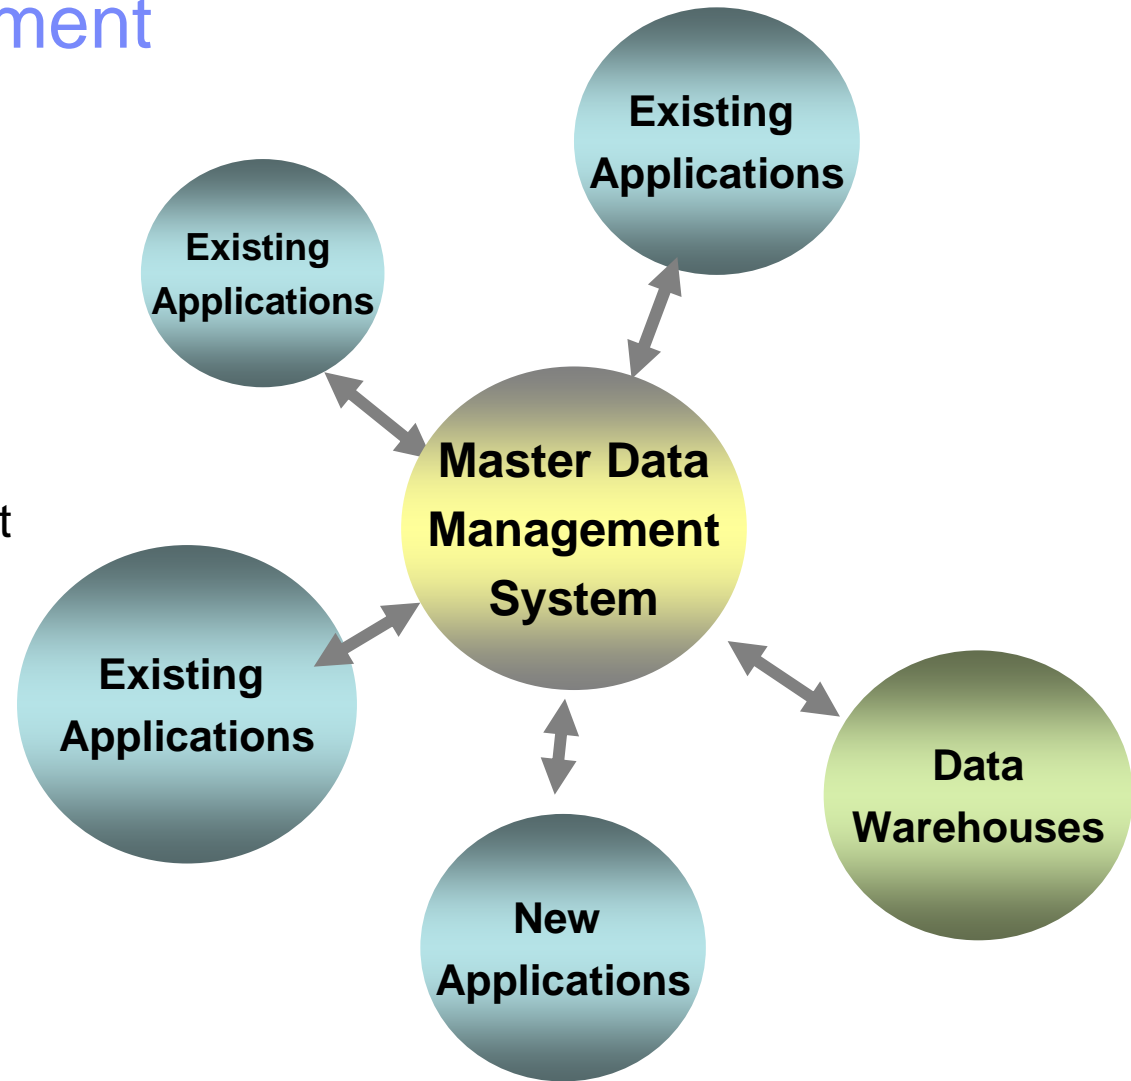 ment
Existing
Applications
Existing
Applications
Master Data
Management
System
t
Existing
Applications
Data
Warehouses
New
Applications